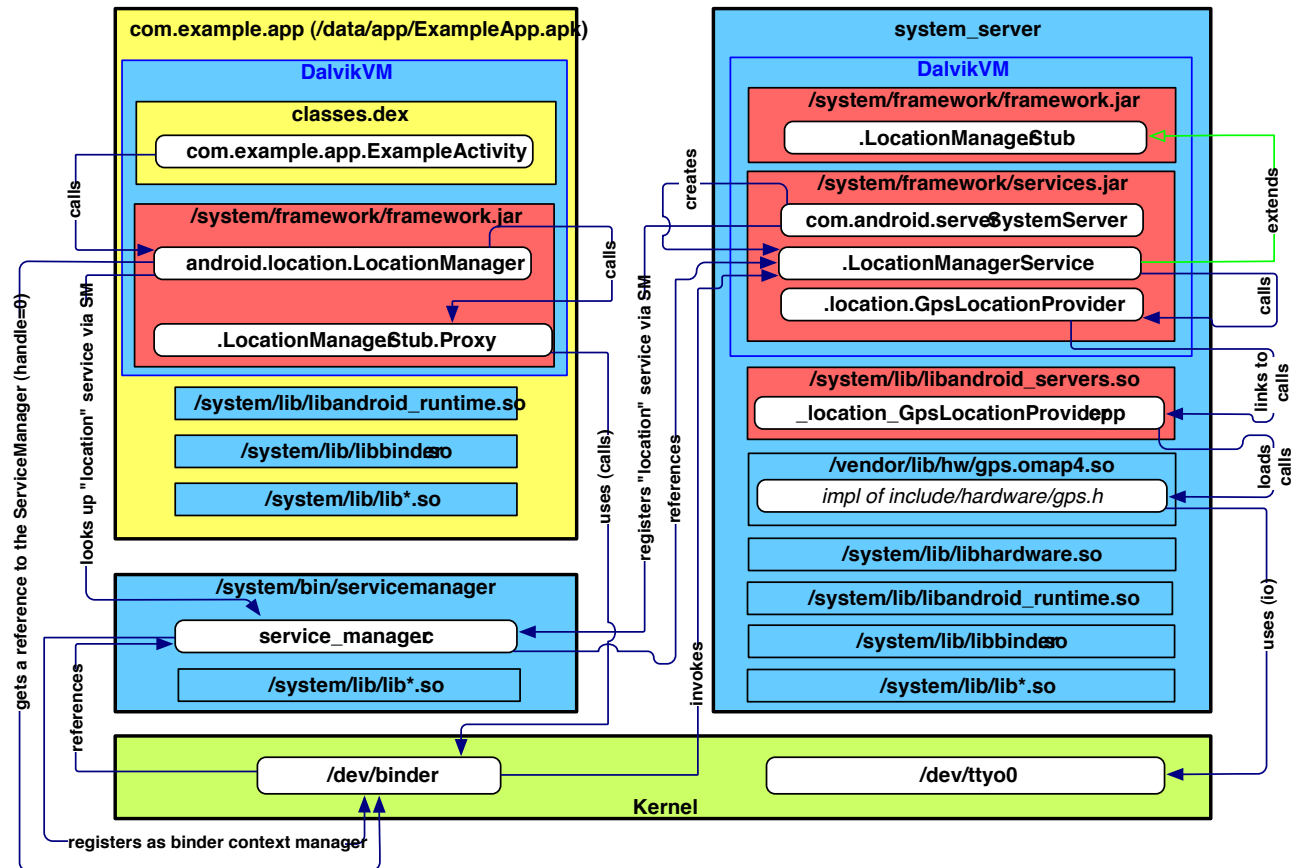 com.example.app (/data/app/ExampleApp.apk)
DalvikVM
classes.dex
com.example.app.ExampleActivity
calls
/system/framework/framework.jar
android.location.LocationManager
calls
.LocationManagerStub.Proxy
/system/lib/libandroid_runtime.so
/system/lib/libbinder.so
/system/lib/lib*.so
gets a reference to the ServiceManager (handle=0)
looks up "location" service via SM
uses (calls)
/system/bin/servicemanager
service_manager.c
/system/lib/lib*.so
references
registers "location" service via SM
references
invokes
creates
system_server
DalvikVM
/system/framework/framework.jar
.LocationManagerStub
/system/framework/services.jar
com.android.server.SystemServer
.LocationManagerService
.location.GpsLocationProvider
extends
calls
/system/lib/libandroid_servers.so
_location_GpsLocationProvider.cpp
links to
calls
/vendor/lib/hw/gps.omap4.so
impl of include/hardware/gps.h
loads
calls
/system/lib/libhardware.so
/system/lib/libandroid_runtime.so
/system/lib/libbinder.so
/system/lib/lib*.so
uses (io)
/dev/binder
/dev/ttyo0
Kernel
registers as binder context manager